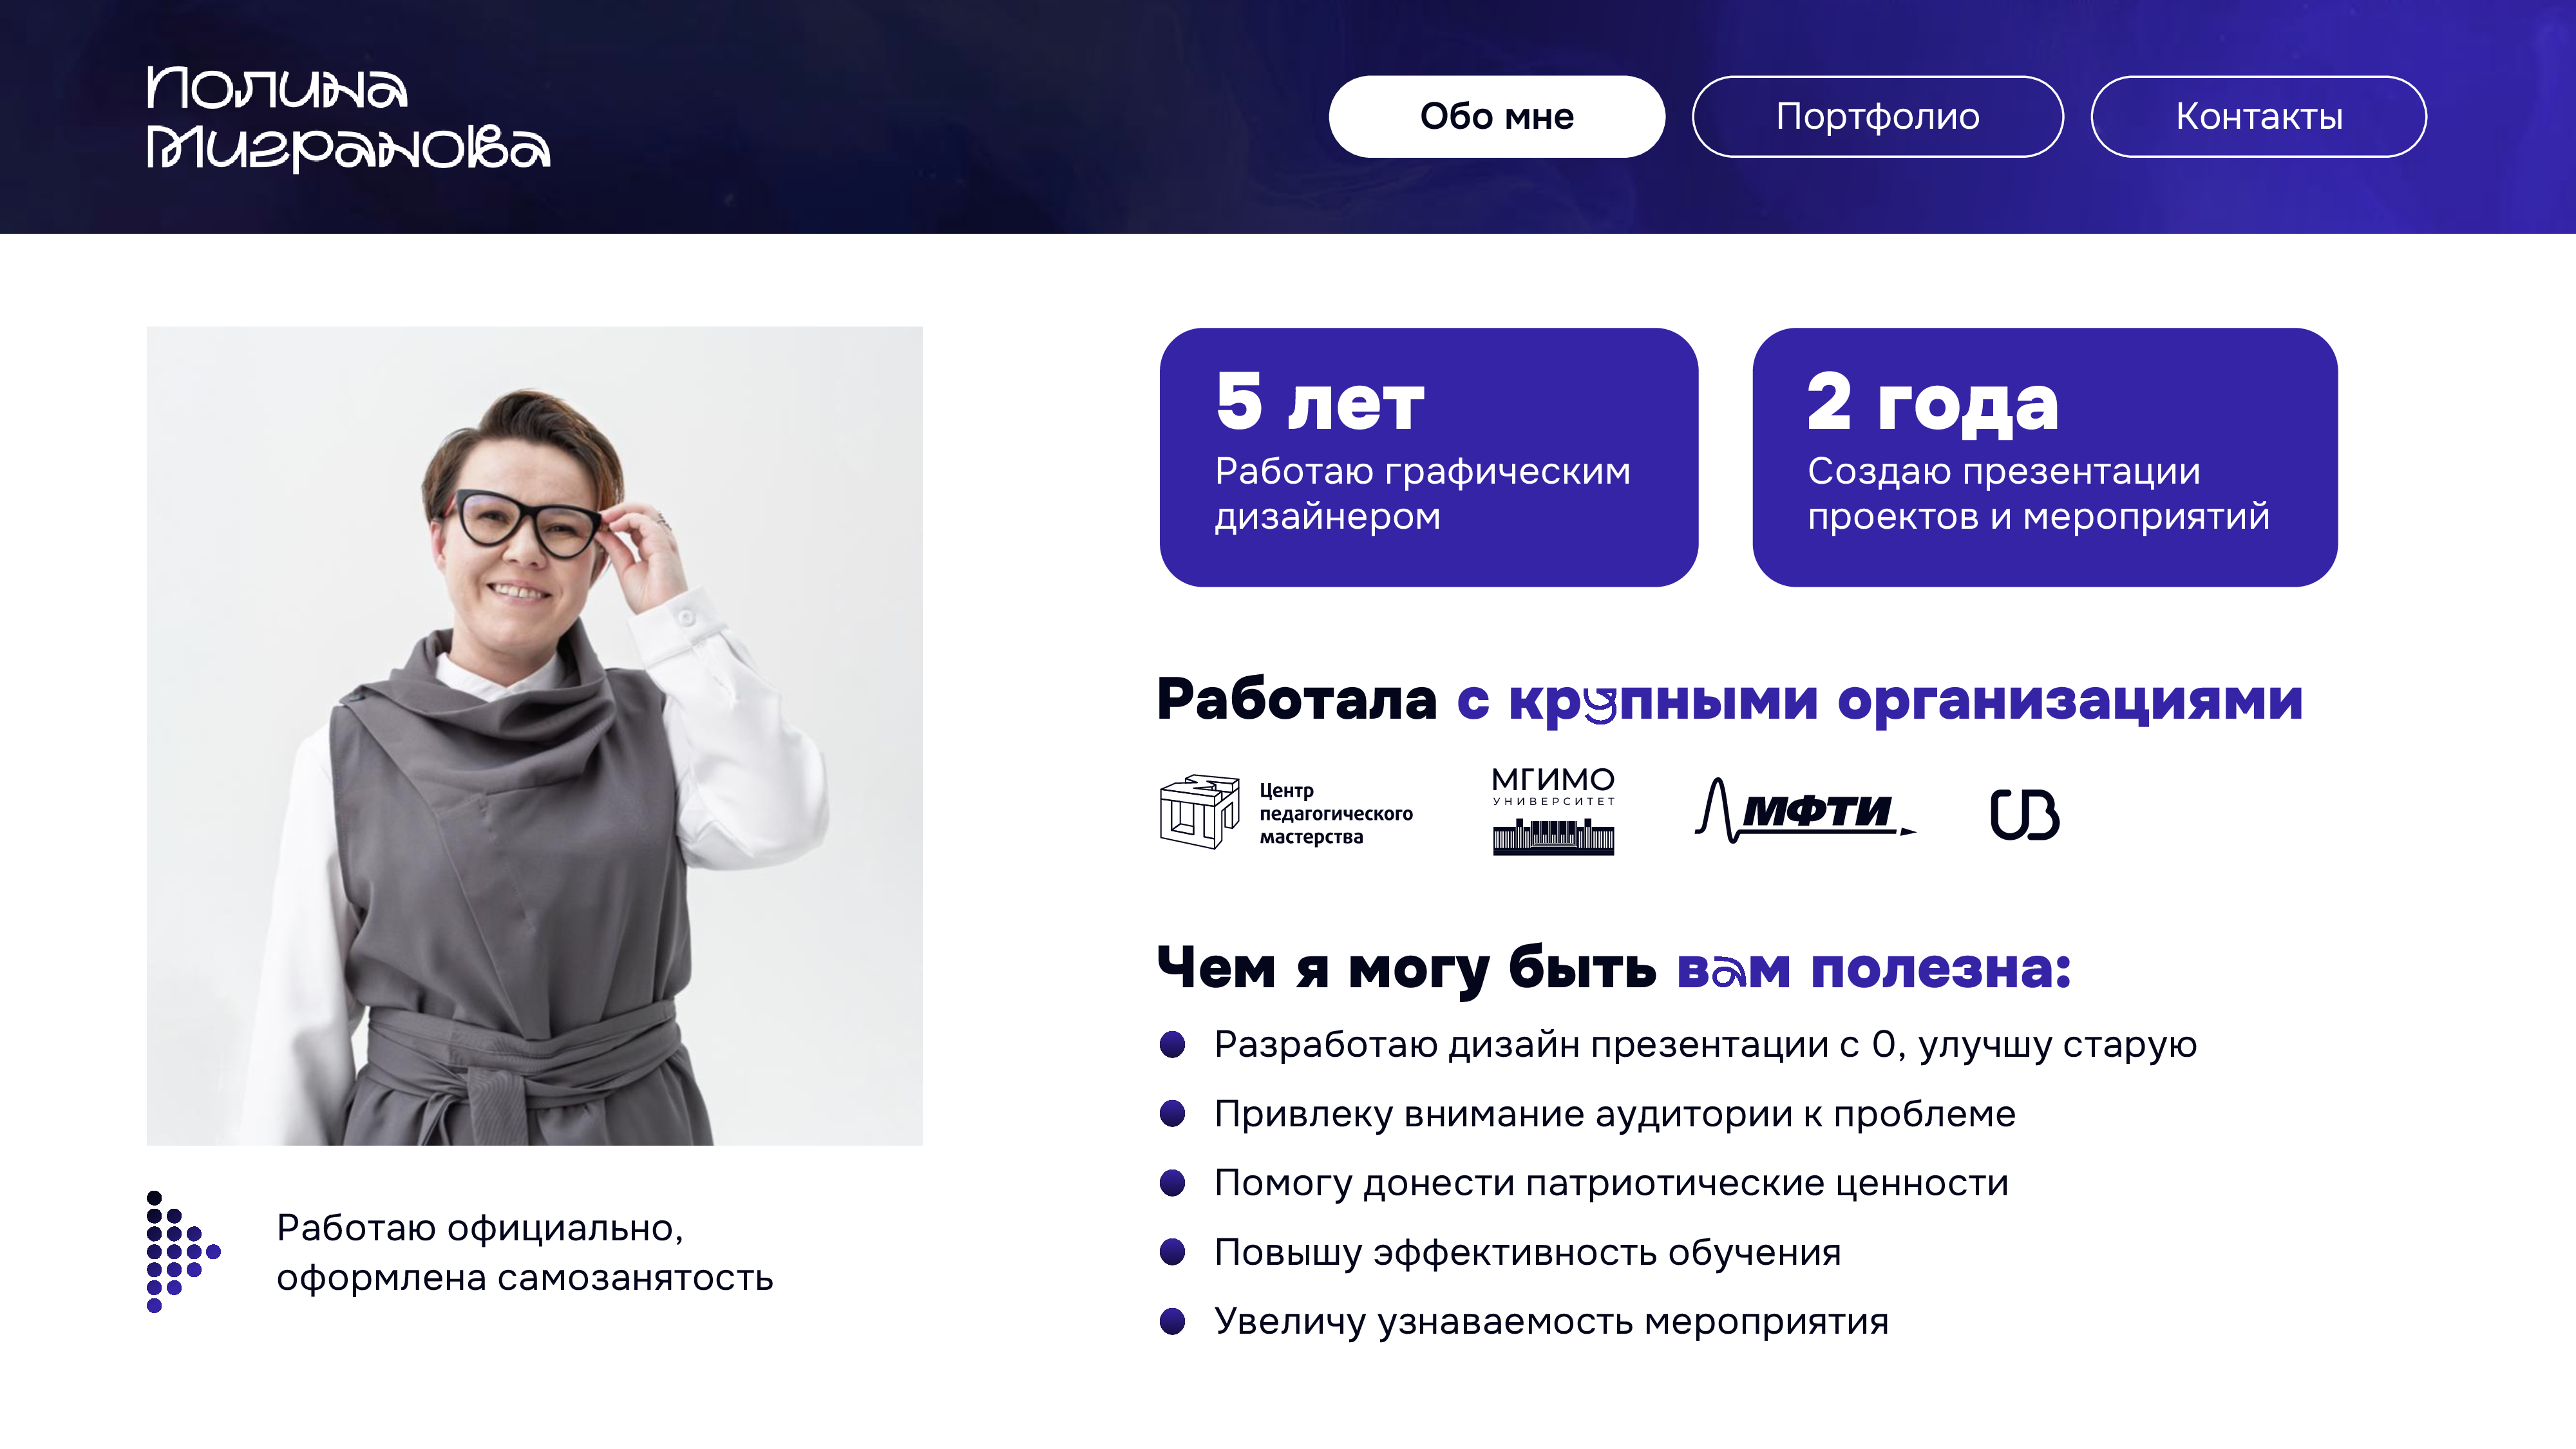 Полина
Мигранова
Обо мне
Портфолио
Контакты
5 лет
Работаю графическим
дизайнером
2 года
Создаю презентации
проектов и мероприятий
Работала с крупными организациями
Центр
педагогического
мастерства
МГИМО
УНИВЕРСИТЕТ
МФТИ
Чем я могу быть вам полезна:
Разработаю дизайн презентации с 0, улучшу старую
Привлеку внимание аудитории к проблеме
Помогу донести патриотические ценности
Повышу эффективность обучения
Увеличу узнаваемость мероприятия
Работаю официально,
оформлена самозанятость